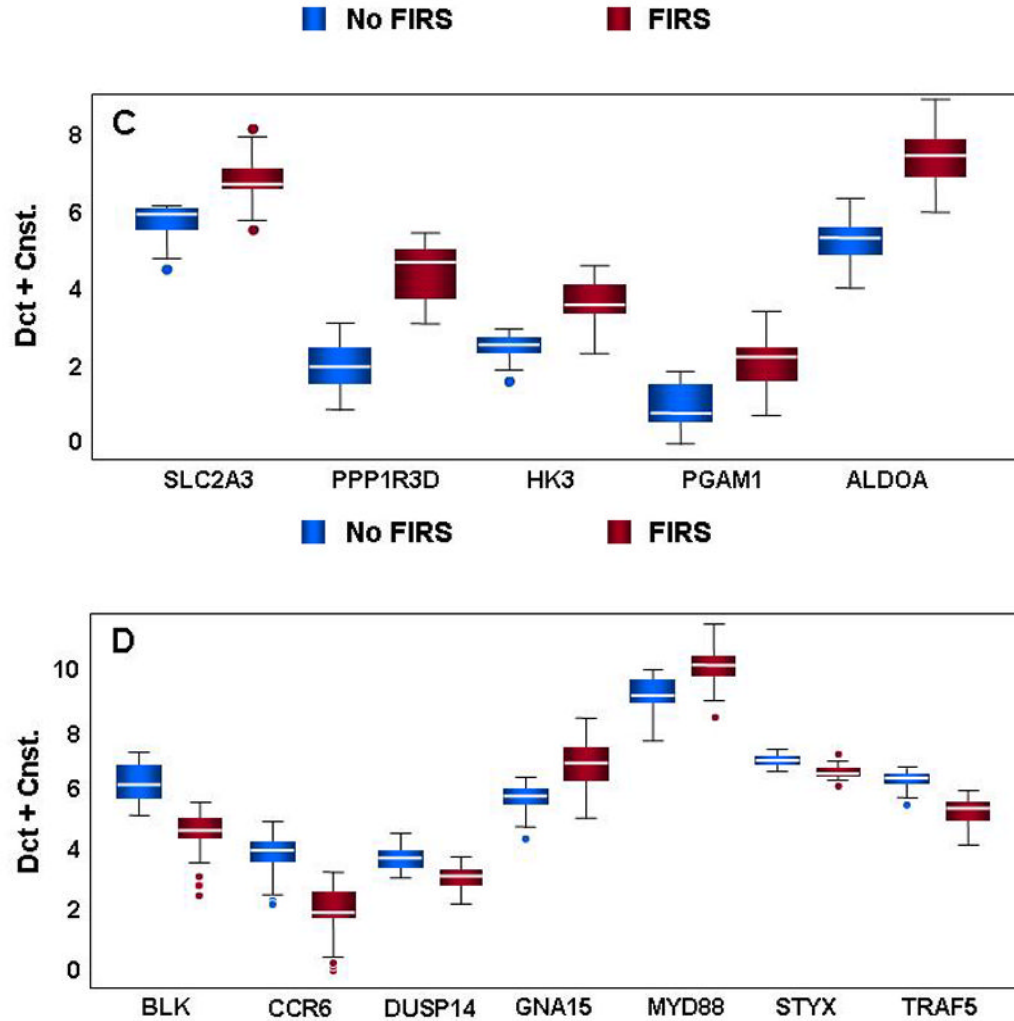 No FIRS FIRS
C
8
6
4
2
0
Dct + Cnst.
SLC2A3 PPP1R3D HK3 PGAM1 ALDOA
No FIRS FIRS
D
10
8
6
4
2
0
Dct + Cnst.
BLK CCR6 DUSP14 GNA15 MYD88 STYX TRAF5